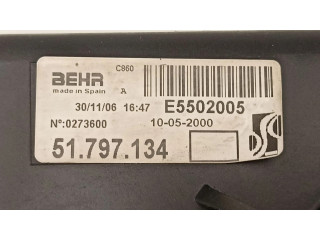 BEHR C860
made in Spain A
30/11/06 16:47 E5502005
Nº:0273600 10-05-2000
51.797.134